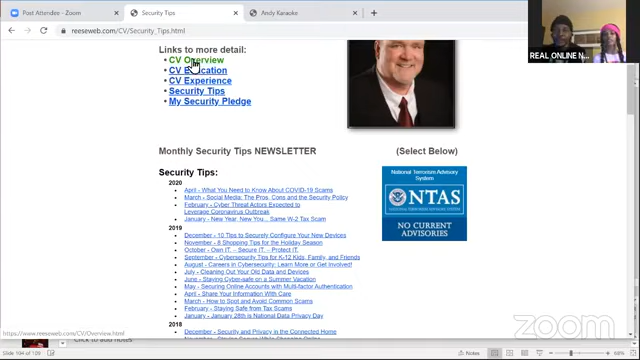 Post Attendee - Zoom
Security Tips
Andy Karauke
reeseweb.com/CV/Security_Tips.html
REAL ONLINE N...
Links to more detail:
• CV Overview
• CV Education
• CV Experience
• Security Tips
• My Security Pledge
Monthly Security Tips NEWSLETTER (Select Below)
Security Tips:
2020
• April - What You Need to Know About COVID-19 Scams
• March - Social Media: The Pros, Cons and the Security Policy
• February - Cyber Threat Actors Expected to
Leverage Coronavirus Outbreak
• January - New Year, New You... Same W-2 Tax Scam
2019
• December - 10 Tips to Securely Configure Your New Devices
• November - 8 Shopping Tips for the Holiday Season
• October - Own IT. – Secure IT. – Protect IT.
• September - Cybersecurity Tips for K-12 Kids, Family, and Friends
• August - Careers in Cybersecurity: Learn More or Get Involved!
• July - Cleaning Out Your Old Data and Devices
• June - Staying Cyber-safe on a Summer Vacation
• May - Securing Online Accounts with Multi-factor Authentication
• April - Share Your Information With Care
• March - How to Spot and Avoid Common Scams
• February - Staying Safe from Tax Scams
• January - January 28th is National Data Privacy Day
2018
• December - Security and Privacy in the Connected Home
National Terrorism Advisory
System
NTAS
NO CURRENT
ADVISORIES
https://www.reeseweb.com/CV/Overview.html
Click to add notes
Slide 104 of 109
Notes
68%
zoom